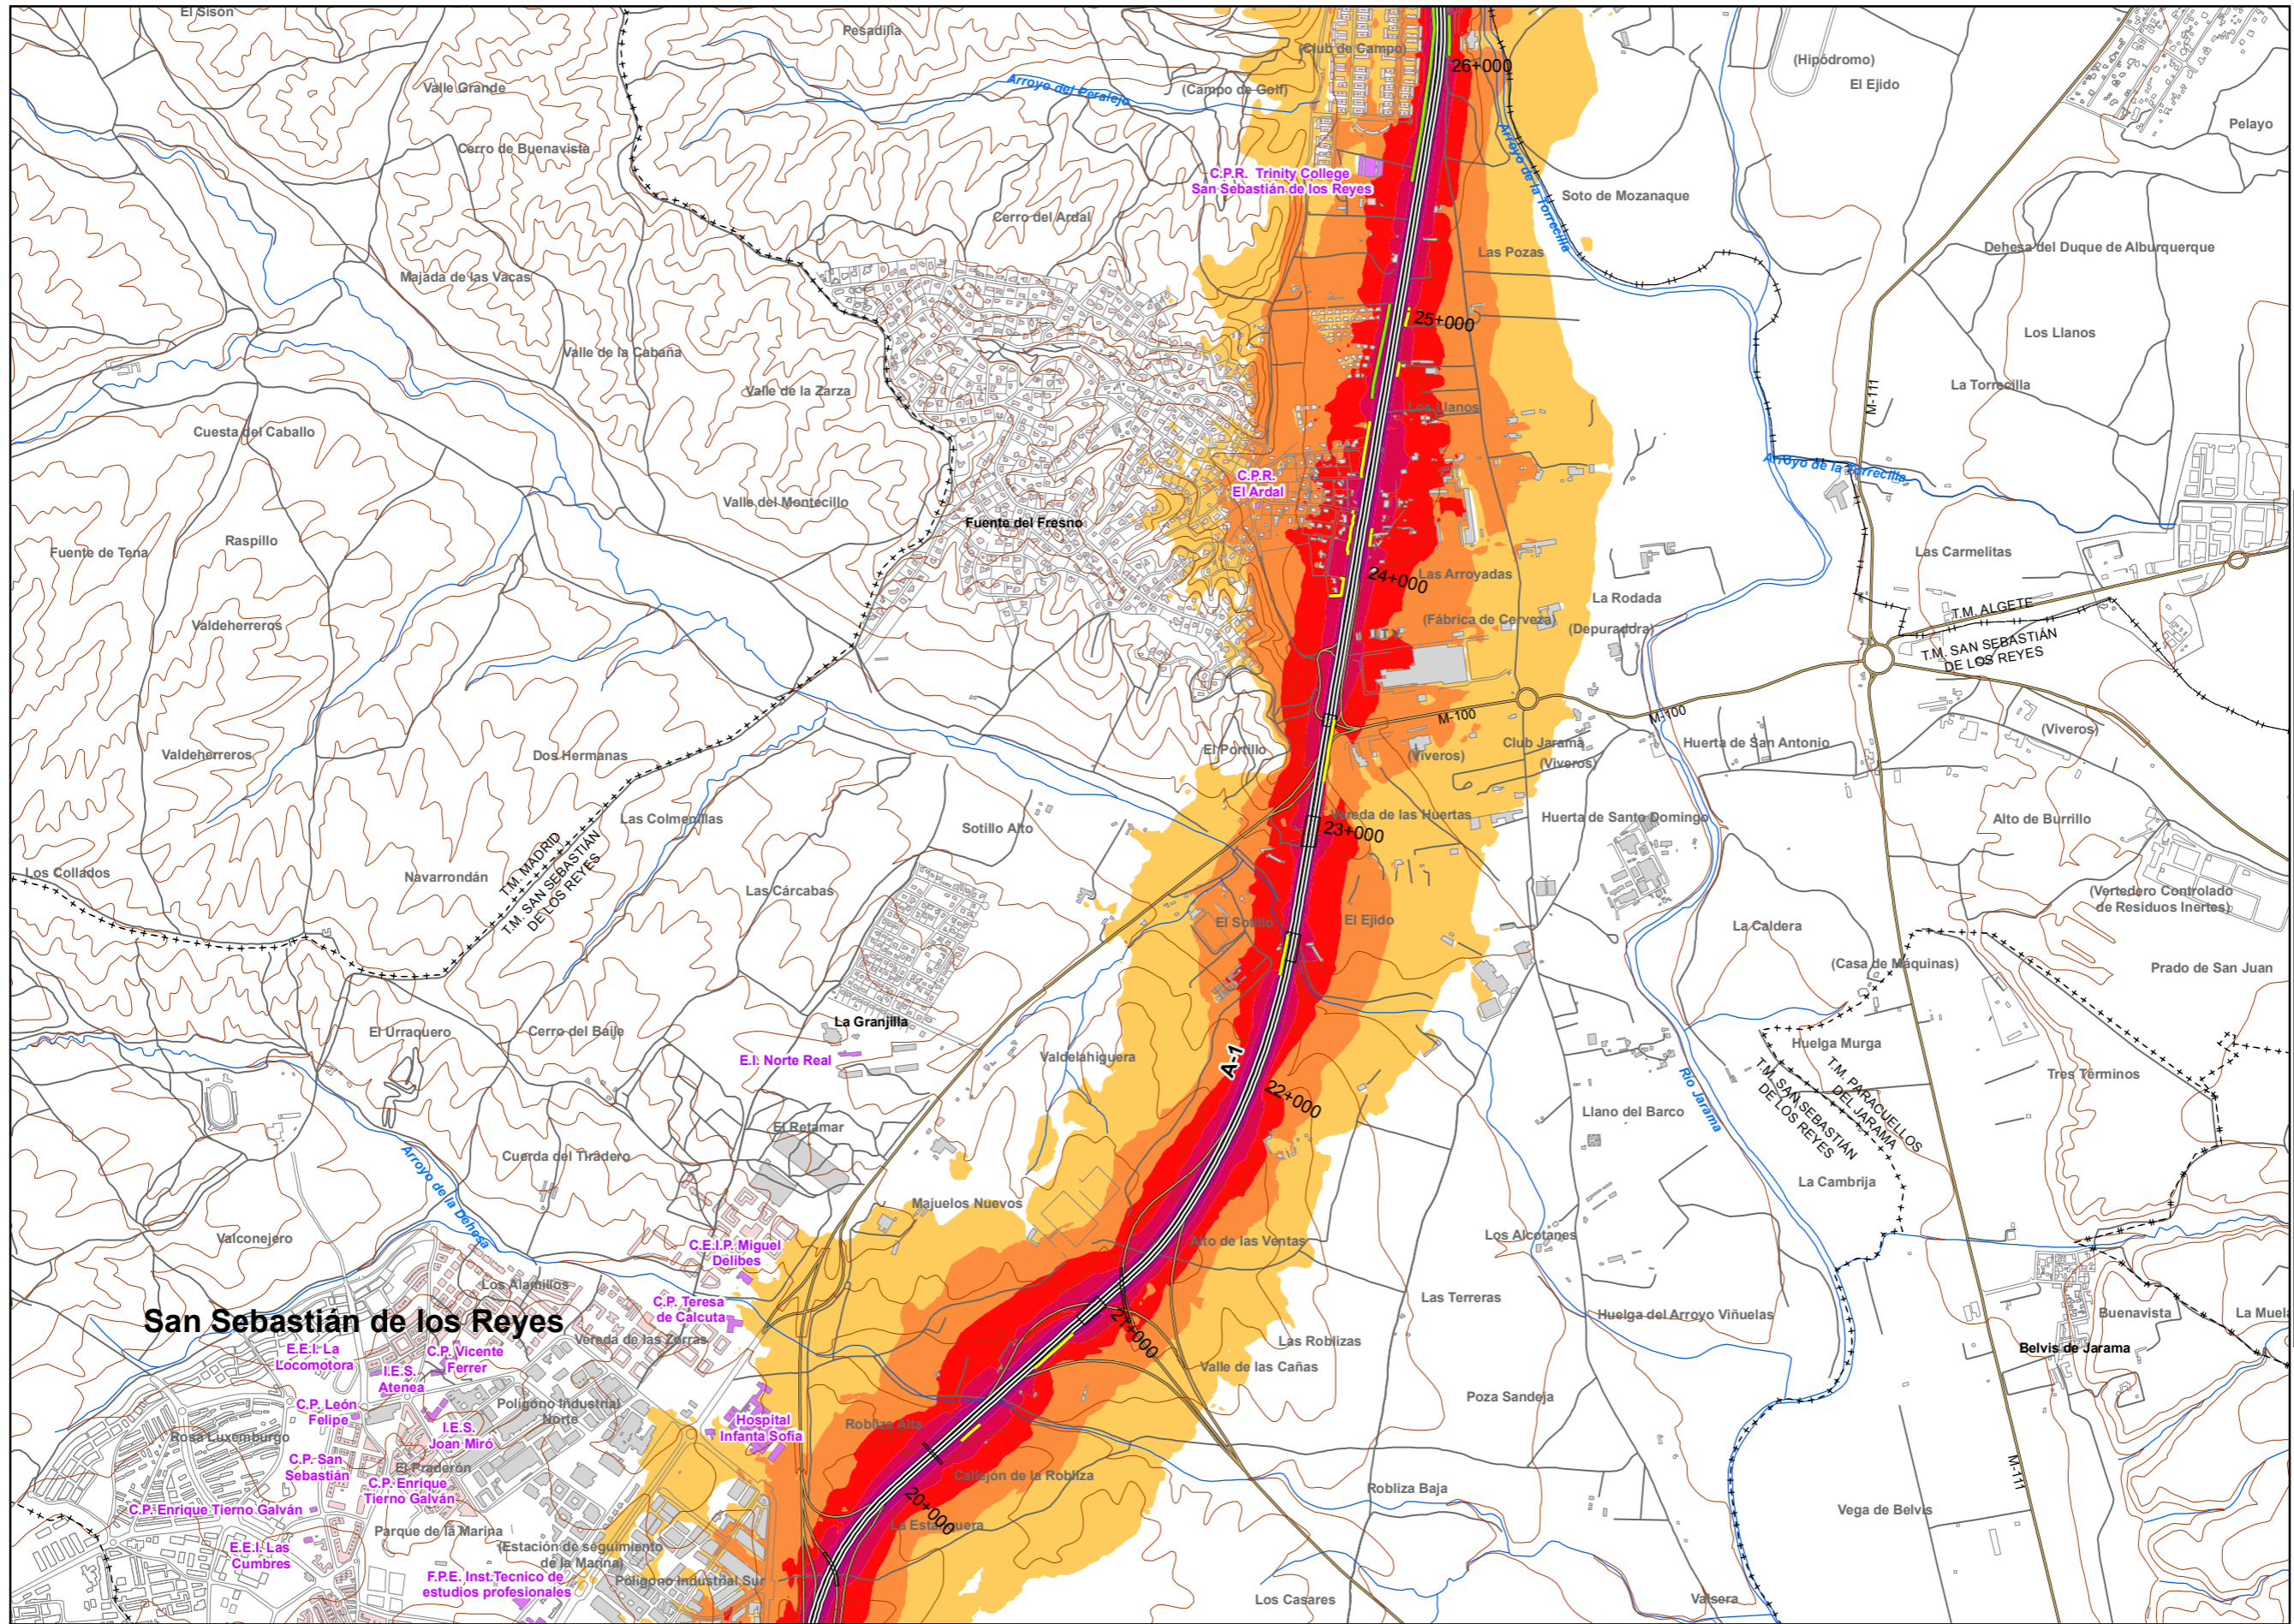 El Sisón
Pesadilla
(Club de Campo)
26+000
(Hipódromo)
El Ejido
Valle Grande
Arroyo del Peralejo
(Campo de Golf)
Pelayo
Cerro de Buenavista
Arroyo de la Torrecilla
C.P.R. Trinity College
San Sebastián de los Reyes
Soto de Mozanaque
Cerro del Ardal
Las Pozas
Dehesa del Duque de Alburquerque
Majada de las Vacas
25+000
Los Llanos
Valle de la Cabaña
Valle de la Zarza
La Torrecilla
M-111
Los Llanos
Cuesta del Caballo
Arroyo de la Torrecilla
C.P.R.
El Ardal
Valle del Montecillo
Fuente del Fresno
Raspillo
Fuente de Tena
Las Carmelitas
24+000
Las Arroyadas
La Rodada
T.M. ALGETE
Valdeherreros
(Fábrica de Cerveza)
(Depuradora)
I.T.V.
T.M. SAN SEBASTIÁN
DE LOS REYES
M-100
M-100
(Viveros)
Valdeherreros
Dos Hermanas
El Portillo
(Viveros)
Club Jarama
(Viveros)
Huerta de San Antonio
Las Colmenillas
Sotillo Alto
Vereda de las Huertas
23+000
Huerta de Santo Domingo
Alto de Burrillo
T.M. MADRID
T.M. SAN SEBASTIÁN
DE LOS REYES
Los Collados
Navarrondán
Las Cárcabas
(Vertedero Controlado
de Residuos Inertes)
El Sotillo
El Ejido
La Caldera
(Casa de Máquinas)
Prado de San Juan
La Granjilla
El Urraquero
Cerro del Baile
E.I. Norte Real
Valdelahiguera
A-1
Huelga Murga
Tres Términos
22+000
Río Jarama
T.M. PARACUELLOS
DEL JARAMA
T.M. SAN SEBASTIÁN
DE LOS REYES
Llano del Barco
El Retamar
Cuerda del Tiradero
Arroyo de la Dehesa
La Cambrija
Majuelos Nuevos
Valconejero
C.E.I.P. Miguel
Delibes
Alto de las Ventas
Los Alcotanes
Los Alamillos
C.P. Teresa
de Calcuta
Las Terreras
Huelga del Arroyo Viñuelas
Buenavista
La Muela
San Sebastián de los Reyes
21+000
Vereda de las Zorras
Las Roblizas
Belvis de Jarama
E.E.I. La
Locomotora
C.P. Vicente
Ferrer
Valle de las Cañas
I.E.S.
Atenea
Poza Sandeja
C.P. León
Felipe
Polígono Industrial
Norte
Hospital
Infanta Sofía
Robliza Alta
I.E.S.
Joan Miró
Rosa Luxemburgo
C.P. San
Sebastián
El Praderón
Callejón de la Robliza
M-111
C.P. Enrique
Tierno Galván
Robliza Baja
C.P. Enrique Tierno Galván
20+000
Vega de Belvis
La Estanquera
Parque de la Marina
E.E.I. Las
Cumbres
(Estación de seguimiento
de la Marina)
F.P.E. Inst.Tecnico de
estudios profesionales
Polígono Industrial Sur
Los Casares
Valsera